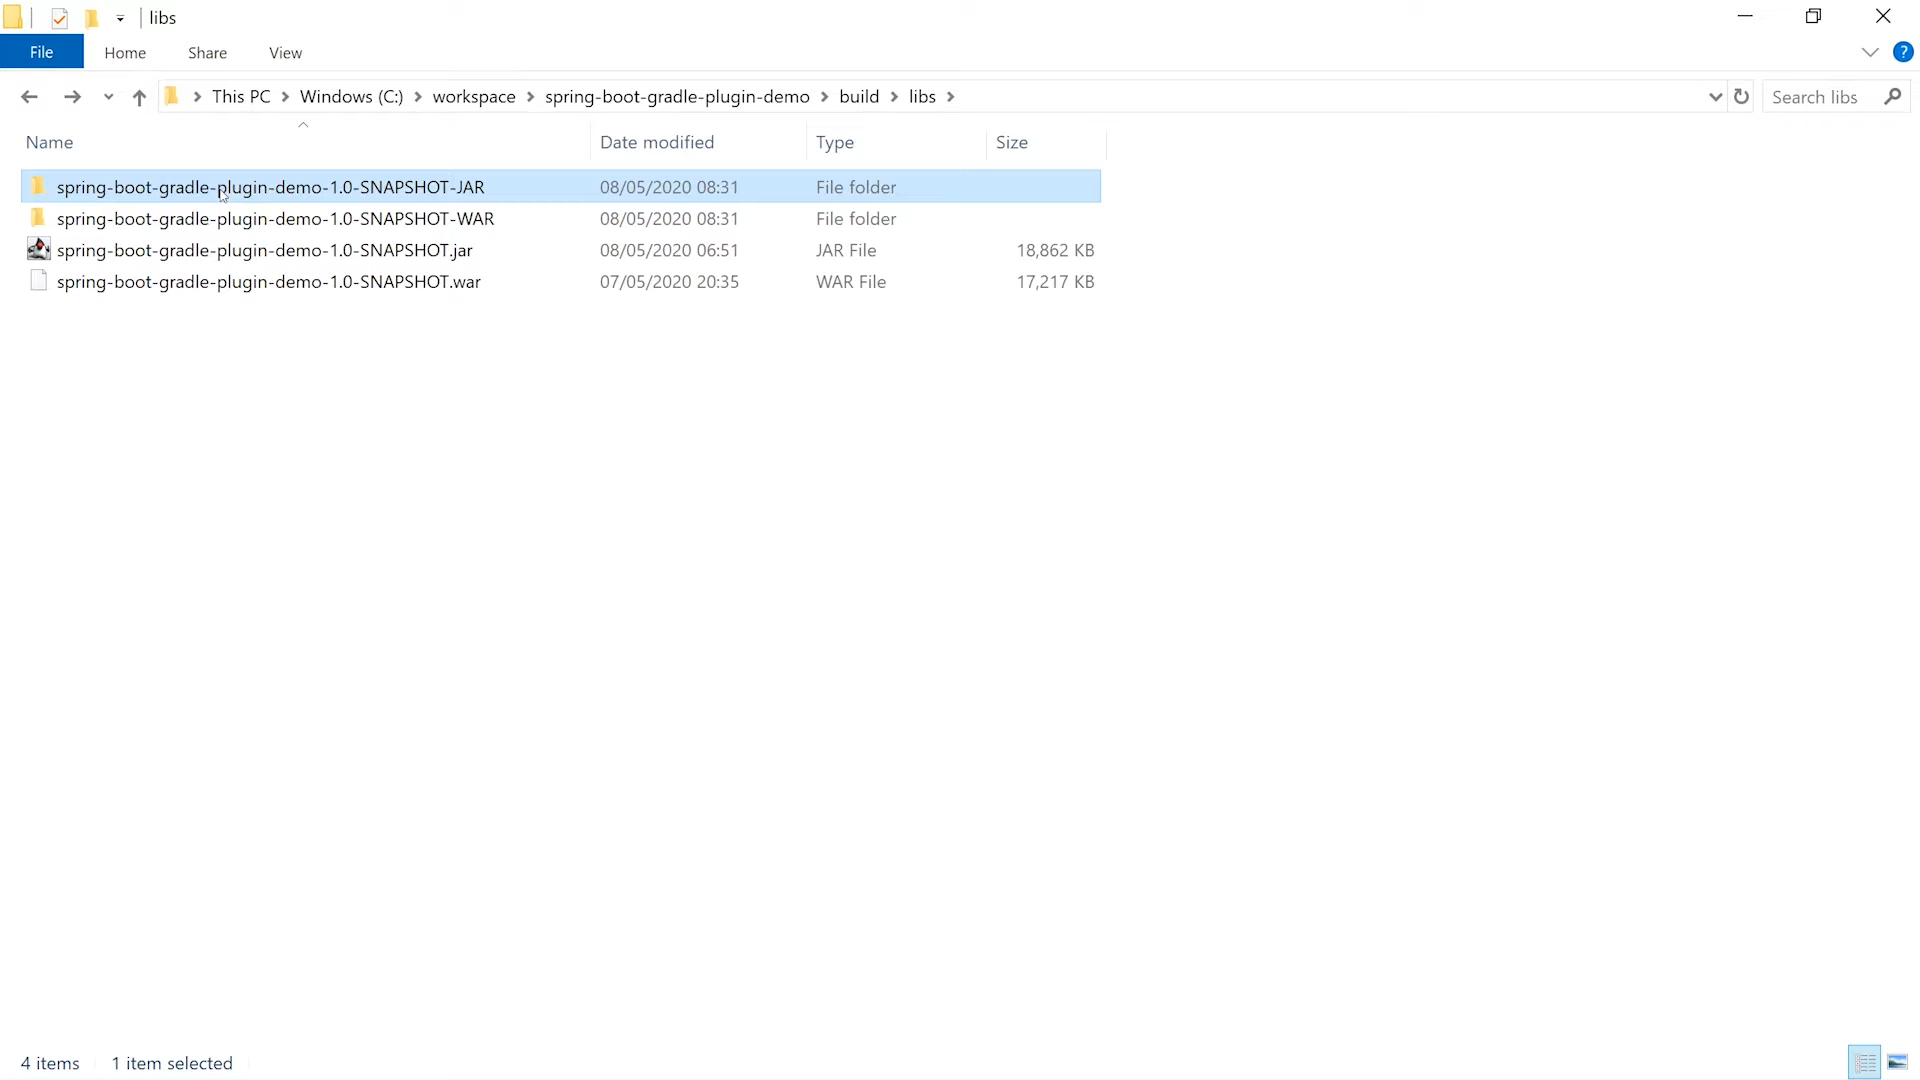 libs
File Home Share View ?
This PC Windows (C:) workspace spring-boot-gradle-plugin-demo build libs Search libs
Name Date modified Type Size
spring-boot-gradle-plugin-demo-1.0-SNAPSHOT-JAR 08/05/2020 08:31 File folder
spring-boot-gradle-plugin-demo-1.0-SNAPSHOT-WAR 08/05/2020 08:31 File folder
spring-boot-gradle-plugin-demo-1.0-SNAPSHOT.jar 08/05/2020 06:51 JAR File 18,862 KB
spring-boot-gradle-plugin-demo-1.0-SNAPSHOT.war 07/05/2020 20:35 WAR File 17,217 KB
4 items 1 item selected